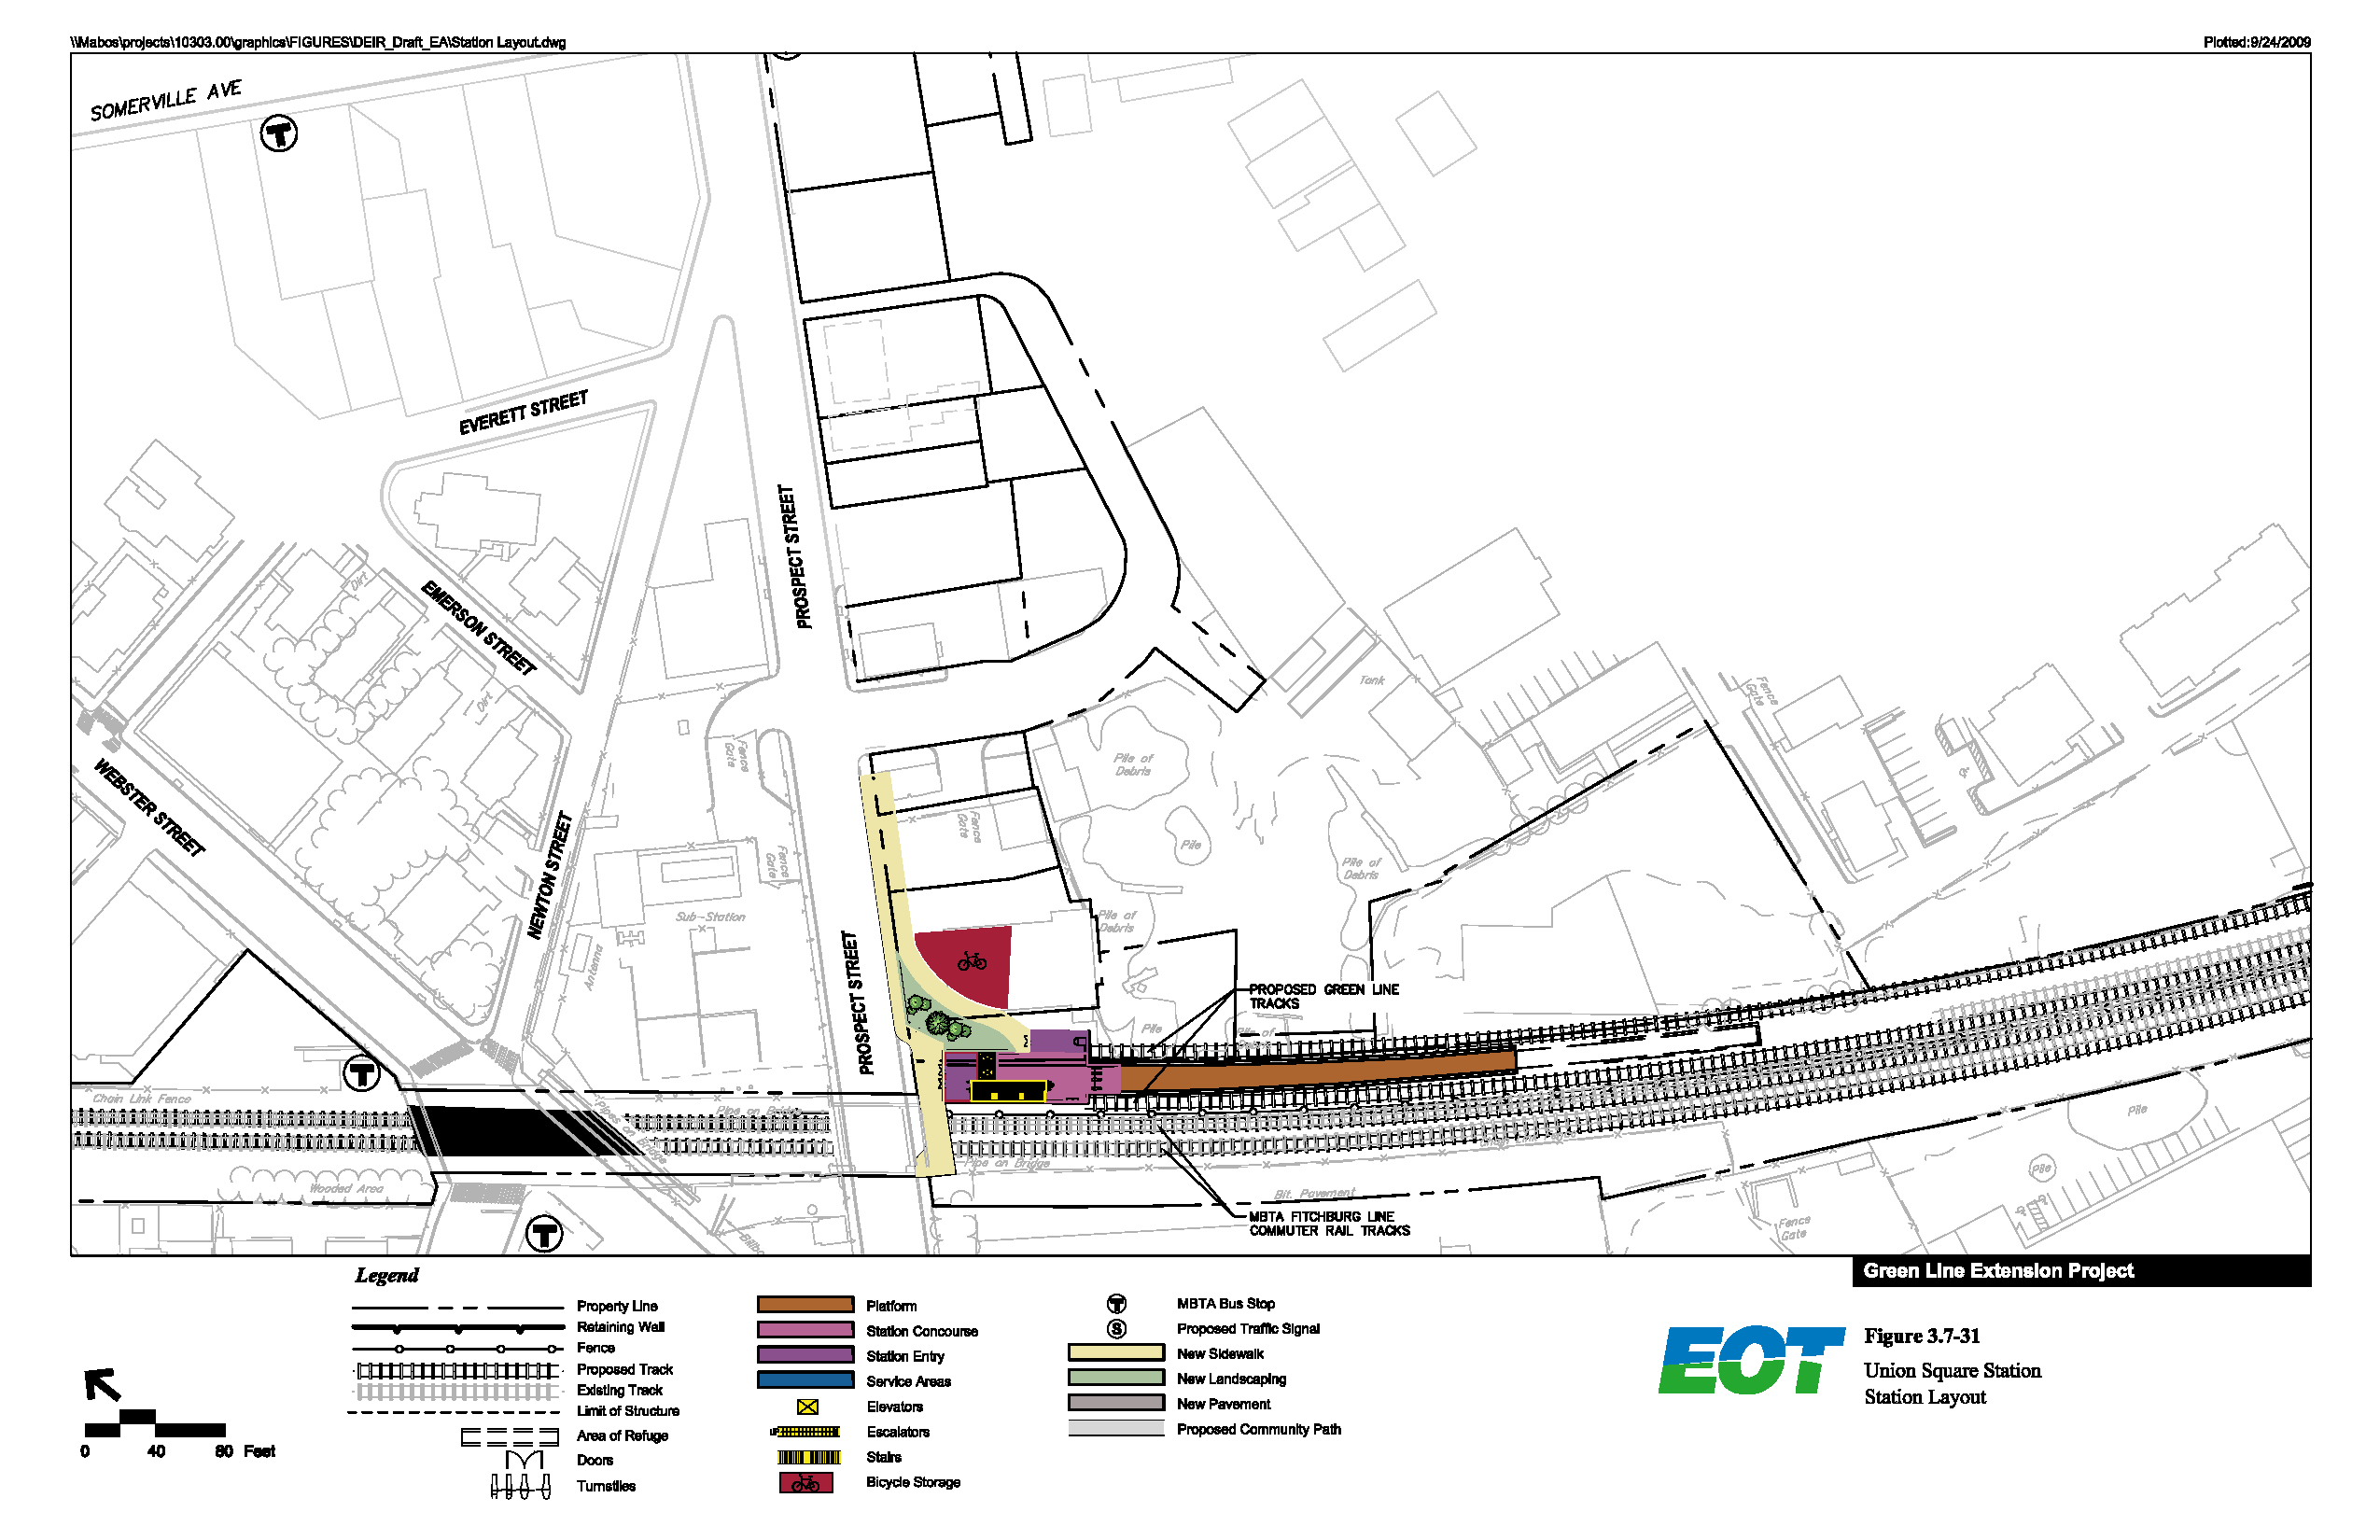 \\Mabos\projects\10303.00\graphics\FIGURES\DEIR_Draft_EA\Station Layout.dwg
Plotted:9/24/2009
SOMERVILLE AVE
T
EVERETT STREET
PROSPECT STREET
EMERSON STREET
Dirt
Dirt
Tank
Fence
Gate
Fence
Gate
Pile of
Debris
WEBSTER STREET
NEWTON STREET
Fence
Gate
Fence
Gate
Pile
Pile of
Debris
Sub-Station
Pile of
Debris
Antenna
PROSPECT STREET
PROPOSED GREEN LINE
TRACKS
Pile
Pile of
T
Chain Link Fence
Pipe on Bridge
Pile
Pipe on Bridge
Pile
Wooded Area
Bit. Pavement
MBTA FITCHBURG LINE
COMMUTER RAIL TRACKS
Fence
Gate
T
Green Line Extension Project
Legend
Property Line
Retaining Wall
Fence
Proposed Track
Existing Track
Limit of Structure
Area of Refuge
Doors
Turnstiles
Platform
Station Concourse
Station Entry
Service Areas
Elevators
UP
Escalators
Stairs
Bicycle Storage
T
MBTA Bus Stop
S
Proposed Traffic Signal
New Sidewalk
New Landscaping
New Pavement
Proposed Community Path
0 40 80 Feet
EOT
Figure 3.7-31
Union Square Station
Station Layout